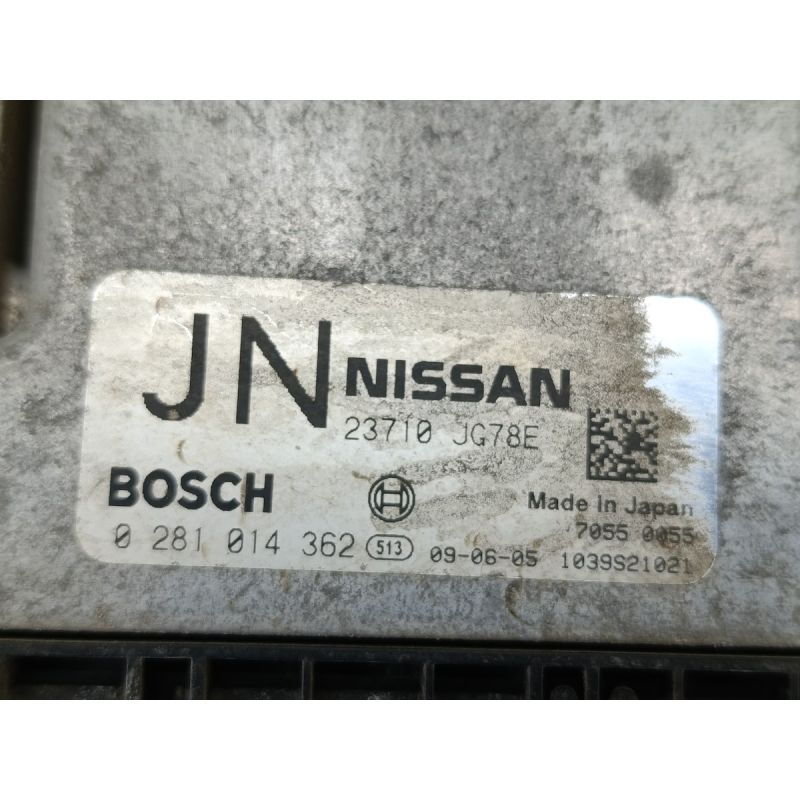 JN NISSAN
23710 JG78E
BOSCH
Made In Japan
7055 0055
0 281 014 362 513 09-06-05 1039S21021